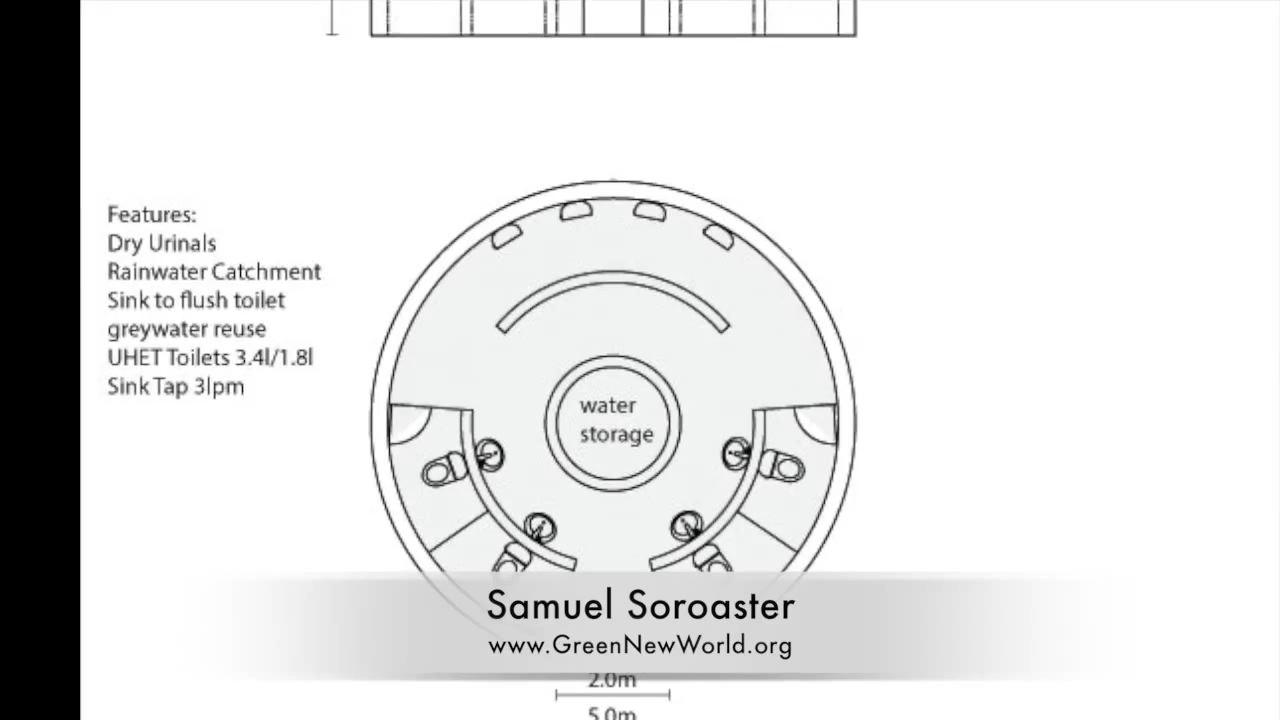 Features:
Dry Urinals
Rainwater Catchment
Sink to flush toilet
greywater reuse
UHET Toilets 3.4l/1.8l
Sink Tap 3lpm
water
storage
Samuel Soroaster
www.GreenNewWorld.org
2.0m
5.0m